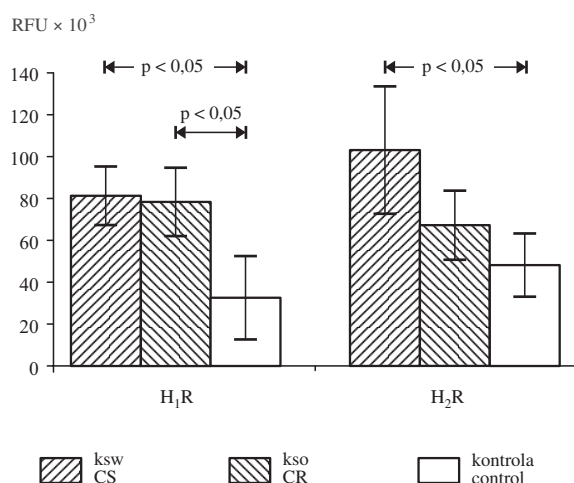 RFU × 10³
p < 0,05
p < 0,05
p < 0,05
140
120
100
80
60
40
20
0
H₁R
H₂R
ksw
CS
kso
CR
kontrola
control